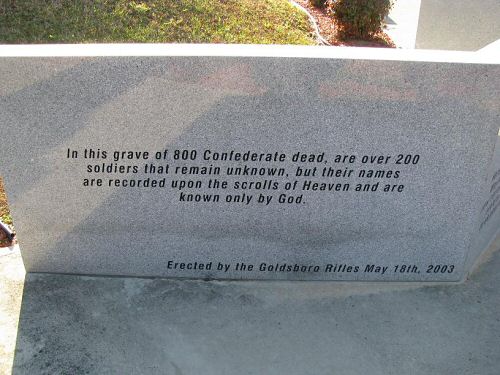 In this grave of 800 Confederate dead, are over 200
soldiers that remain unknown, but their names
are recorded upon the scrolls of Heaven and are
known only by God.
Erected by the Goldsboro Rifles May 18th, 2003